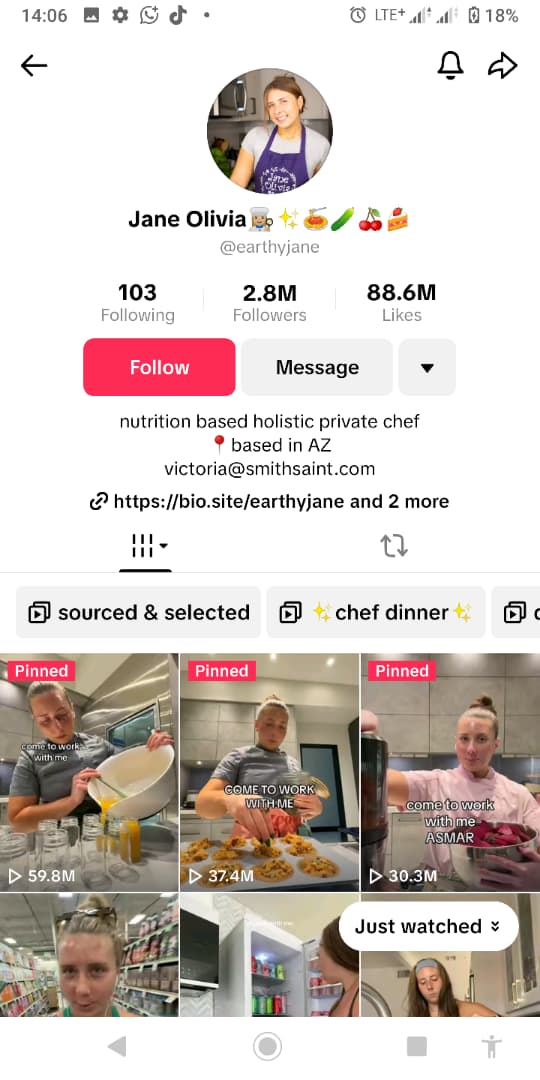 14:06
LTE+
18%
Jane Olivia
@earthyjane
103
Following
2.8M
Followers
88.6M
Likes
Follow
Message
nutrition based holistic private chef
based in AZ
victoria@smithsaint.com
https://bio.site/earthyjane and 2 more
sourced & selected
✨chef dinner✨
Pinned
come to work
with me
59.8M
Pinned
COME TO WORK
WITH ME
37.4M
Pinned
come to work
with me
ASMAR
30.3M
Just watched